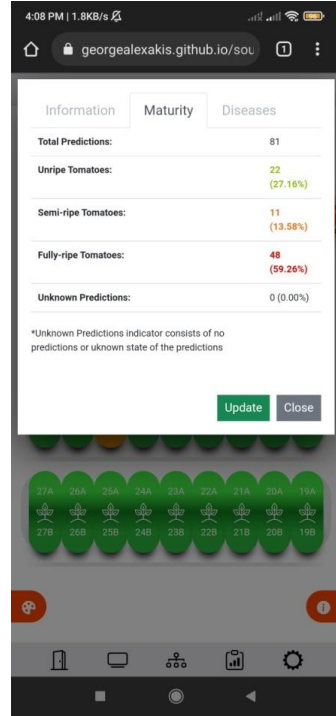 4:08 PM | 1.8KB/s
georgealexakis.github.io/sou
1
Information Maturity Diseases
Total Predictions: 81
Unripe Tomatoes: 22
(27.16%)
Semi-ripe Tomatoes: 11
(13.58%)
Fully-ripe Tomatoes: 48
(59.26%)
Unknown Predictions: 0 (0.00%)
*Unknown Predictions indicator consists of no
predictions or uknown state of the predictions
Update Close
27A 26A 25A 24A 23A 22A 21A 20A 19A
27B 26B 25B 24B 23B 22B 21B 20B 19B